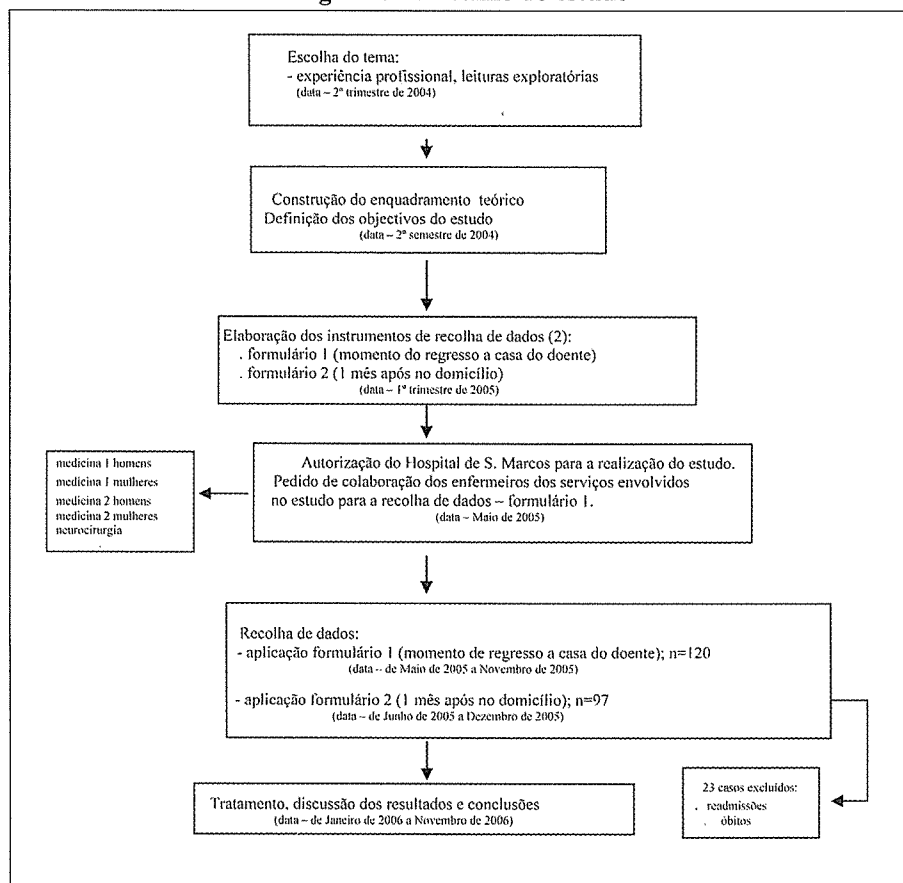 Escolha do tema:
- experiência profissional, leituras exploratórias
(data – 2º trimestre de 2004)
Construção do enquadramento teórico
Definição dos objectivos do estudo
(data – 2º semestre de 2004)
Elaboração dos instrumentos de recolha de dados (2):
. formulário 1 (momento do regresso a casa do doente)
. formulário 2 (1 mês após no domicílio)
(data – 1º trimestre de 2005)
Autorização do Hospital de S. Marcos para a realização do estudo.
Pedido de colaboração dos enfermeiros dos serviços envolvidos
no estudo para a recolha de dados – formulário 1.
(data – Maio de 2005)
medicina 1 homens
medicina 1 mulheres
medicina 2 homens
medicina 2 mulheres
neurocirurgia
Recolha de dados:
- aplicação formulário 1 (momento de regresso a casa do doente); n=120
(data – de Maio de 2005 a Novembro de 2005)
- aplicação formulário 2 (1 mês após no domicílio); n=97
(data – de Junho de 2005 a Dezembro de 2005)
23 casos excluídos:
. readmissões
. óbitos
Tratamento, discussão dos resultados e conclusões
(data – de Janeiro de 2006 a Novembro de 2006)